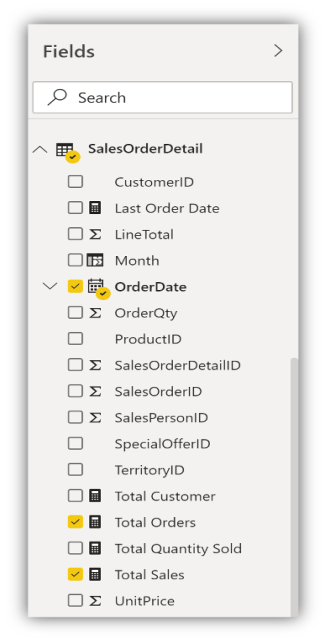 Fields
Search
SalesOrderDetail
CustomerID
Last Order Date
LineTotal
Month
OrderDate
OrderQty
ProductID
SalesOrderDetailID
SalesOrderID
SalesPersonID
SpecialOfferID
TerritoryID
Total Customer
Total Orders
Total Quantity Sold
Total Sales
UnitPrice